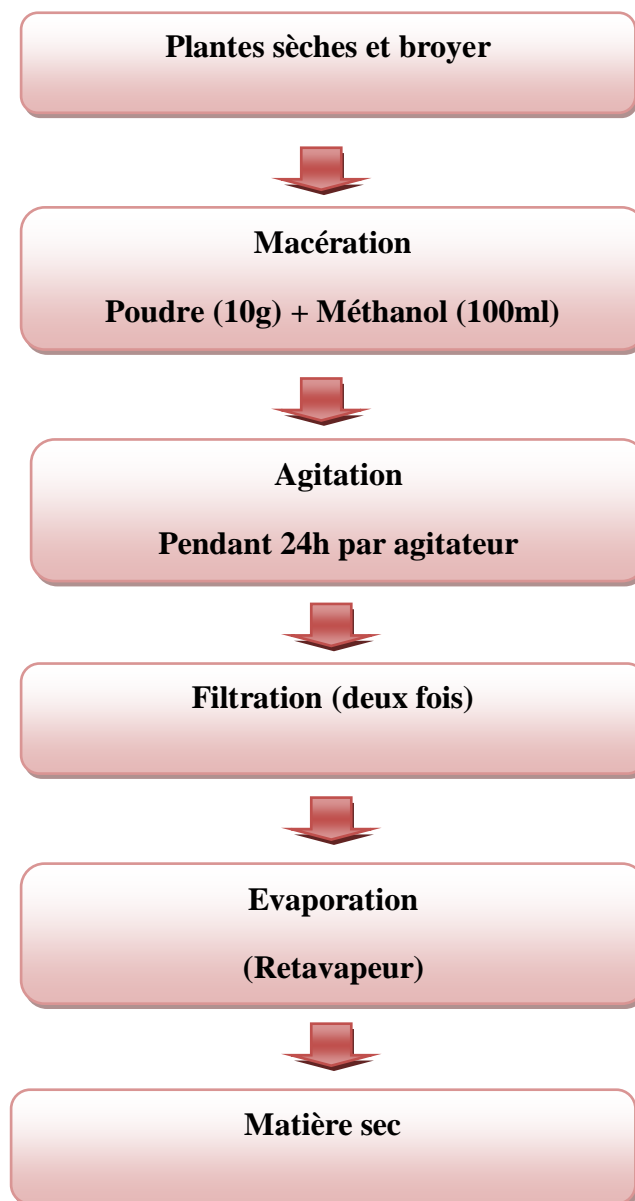 Plantes sèches et broyer
Macération
Poudre (10g) + Méthanol (100ml)
Agitation
Pendant 24h par agitateur
Filtration (deux fois)
Evaporation
(Retavapeur)
Matière sec